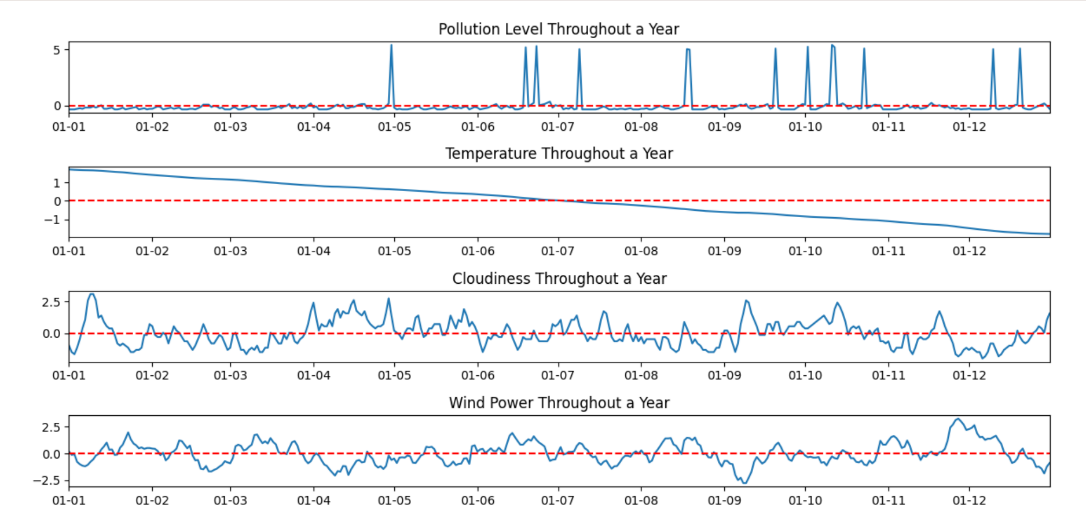 Pollution Level Throughout a Year
5
0
01-01 01-02 01-03 01-04 01-05 01-06 01-07 01-08 01-09 01-10 01-11 01-12
Temperature Throughout a Year
1
0
−1
01-01 01-02 01-03 01-04 01-05 01-06 01-07 01-08 01-09 01-10 01-11 01-12
Cloudiness Throughout a Year
2.5
0.0
01-01 01-02 01-03 01-04 01-05 01-06 01-07 01-08 01-09 01-10 01-11 01-12
Wind Power Throughout a Year
2.5
0.0
−2.5
01-01 01-02 01-03 01-04 01-05 01-06 01-07 01-08 01-09 01-10 01-11 01-12